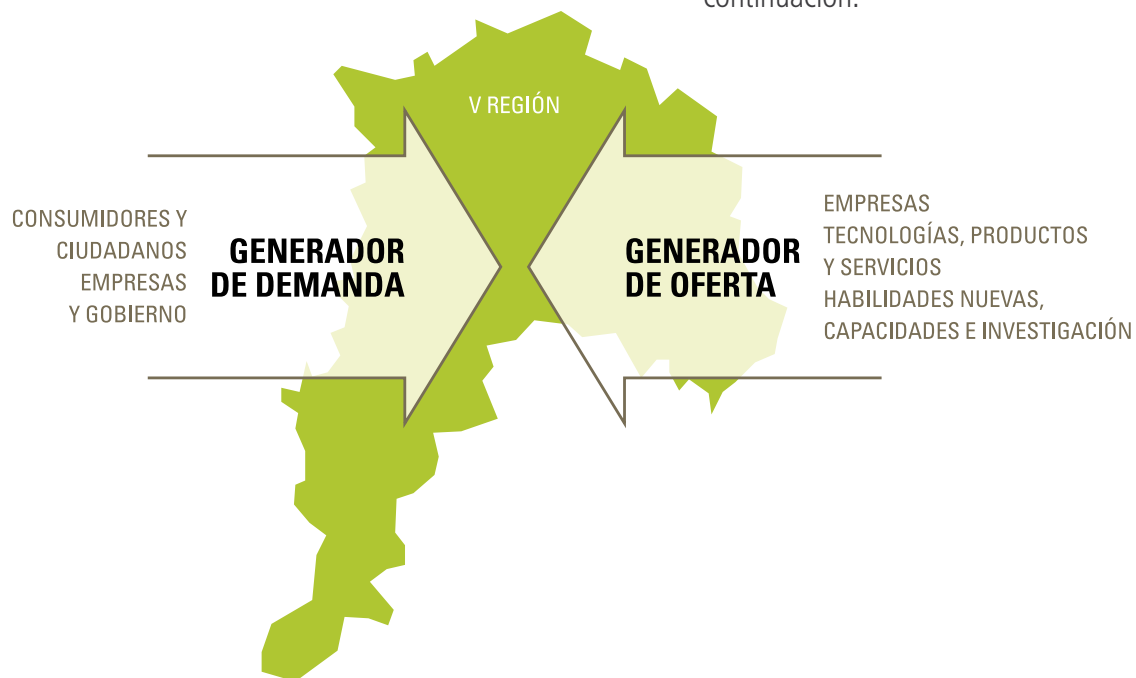 continuación.
V REGIÓN
CONSUMIDORES Y
CIUDADANOS
EMPRESAS
Y GOBIERNO
GENERADOR
DE DEMANDA
GENERADOR
DE OFERTA
EMPRESAS
TECNOLOGÍAS, PRODUCTOS
Y SERVICIOS
HABILIDADES NUEVAS,
CAPACIDADES E INVESTIGACIÓN